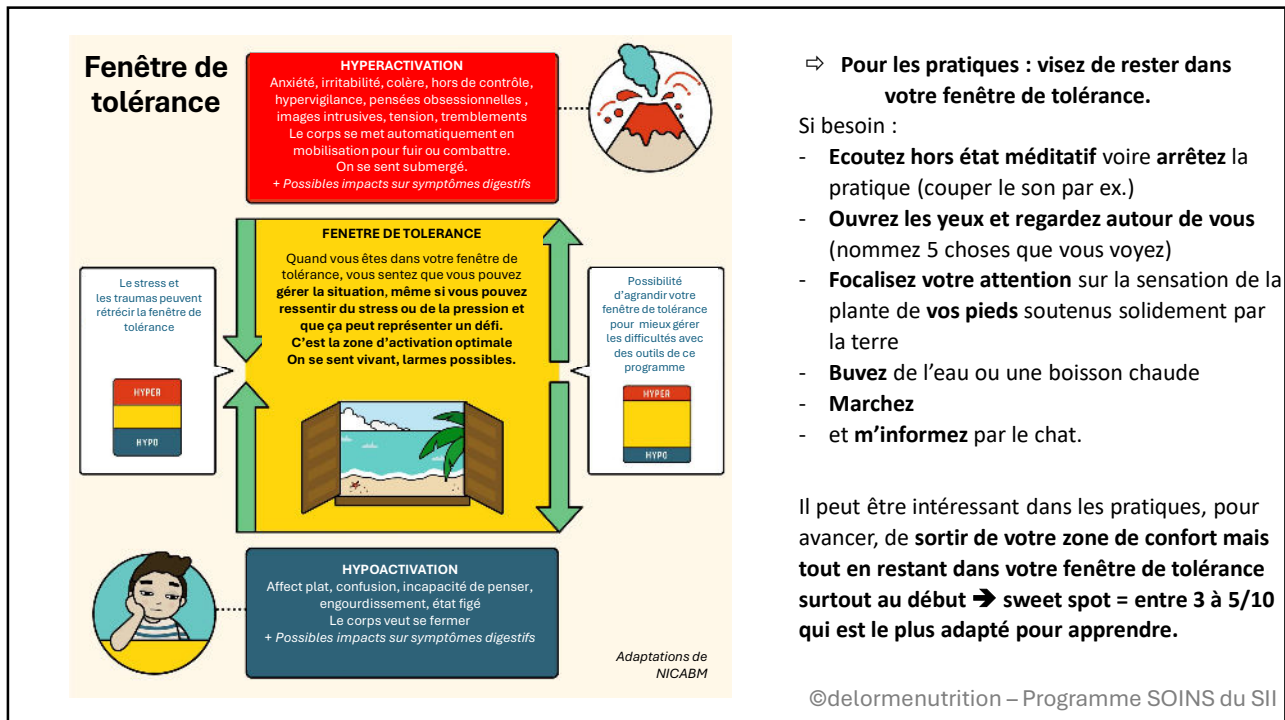 Fenêtre de
tolérance
HYPERACTIVATION
Anxiété, irritabilité, colère, hors de contrôle,
hypervigilance, pensées obsessionnelles ,
images intrusives, tension, tremblements
Le corps se met automatiquement en
mobilisation pour fuir ou combattre.
On se sent submergé.
+ Possibles impacts sur symptômes digestifs
Le stress et
les traumas peuvent
rétrécir la fenêtre de
tolérance
HYPER
HYPO
FENETRE DE TOLERANCE
Quand vous êtes dans votre fenêtre de
tolérance, vous sentez que vous pouvez
gérer la situation, même si vous pouvez
ressentir du stress ou de la pression et
que ça peut représenter un défi.
C'est la zone d'activation optimale
On se sent vivant, larmes possibles.
Possibilité
d'agrandir votre
fenêtre de tolérance
pour mieux gérer
les difficultés avec
des outils de ce
programme
HYPER
HYPO
HYPOACTIVATION
Affect plat, confusion, incapacité de penser,
engourdissement, état figé
Le corps veut se fermer
+ Possibles impacts sur symptômes digestifs
Adaptations de
NICABM
⇨ Pour les pratiques : visez de rester dans
votre fenêtre de tolérance.
Si besoin :
- Ecoutez hors état méditatif voire arrêtez la
pratique (couper le son par ex.)
- Ouvrez les yeux et regardez autour de vous
(nommez 5 choses que vous voyez)
- Focalisez votre attention sur la sensation de la
plante de vos pieds soutenus solidement par
la terre
- Buvez de l'eau ou une boisson chaude
- Marchez
- et m'informez par le chat.
Il peut être intéressant dans les pratiques, pour
avancer, de sortir de votre zone de confort mais
tout en restant dans votre fenêtre de tolérance
surtout au début ➔ sweet spot = entre 3 à 5/10
qui est le plus adapté pour apprendre.
©delormenutrition – Programme SOINS du SII